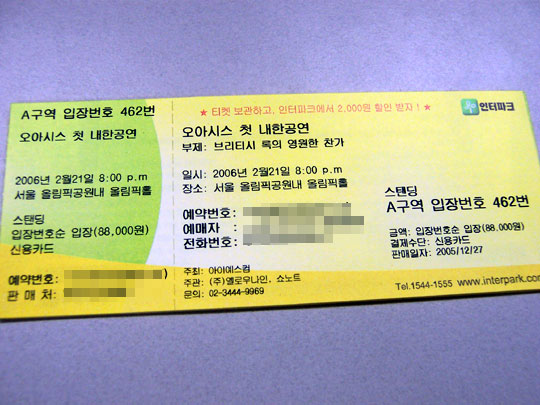 A구역 입장번호 462번
오아시스 첫 내한공연
2006년 2월21일 8:00 p.m
서울 올림픽공원내 올림픽홀
스탠딩
입장번호순 입장(88,000원)
신용카드
예약번호:
판 매 처:
★ 티켓 보관하고, 인터파크에서 2,000원 할인 받자 ! ★
인터파크
오아시스 첫 내한공연
부제: 브리티시 록의 영원한 찬가
일시: 2006년 2월21일 8:00 p.m
장소: 서울 올림픽공원내 올림픽홀
예약번호:
예매자 :
전화번호:
주최: 아이예스컴
주관: (주)옐로우나인, 쇼노트
문의: 02-3444-9969
스탠딩
A구역 입장번호 462번
금액: 입장번호순 입장(88,000원)
결제수단: 신용카드
판매일자: 2005/12/27
Tel.1544-1555 www.interpark.